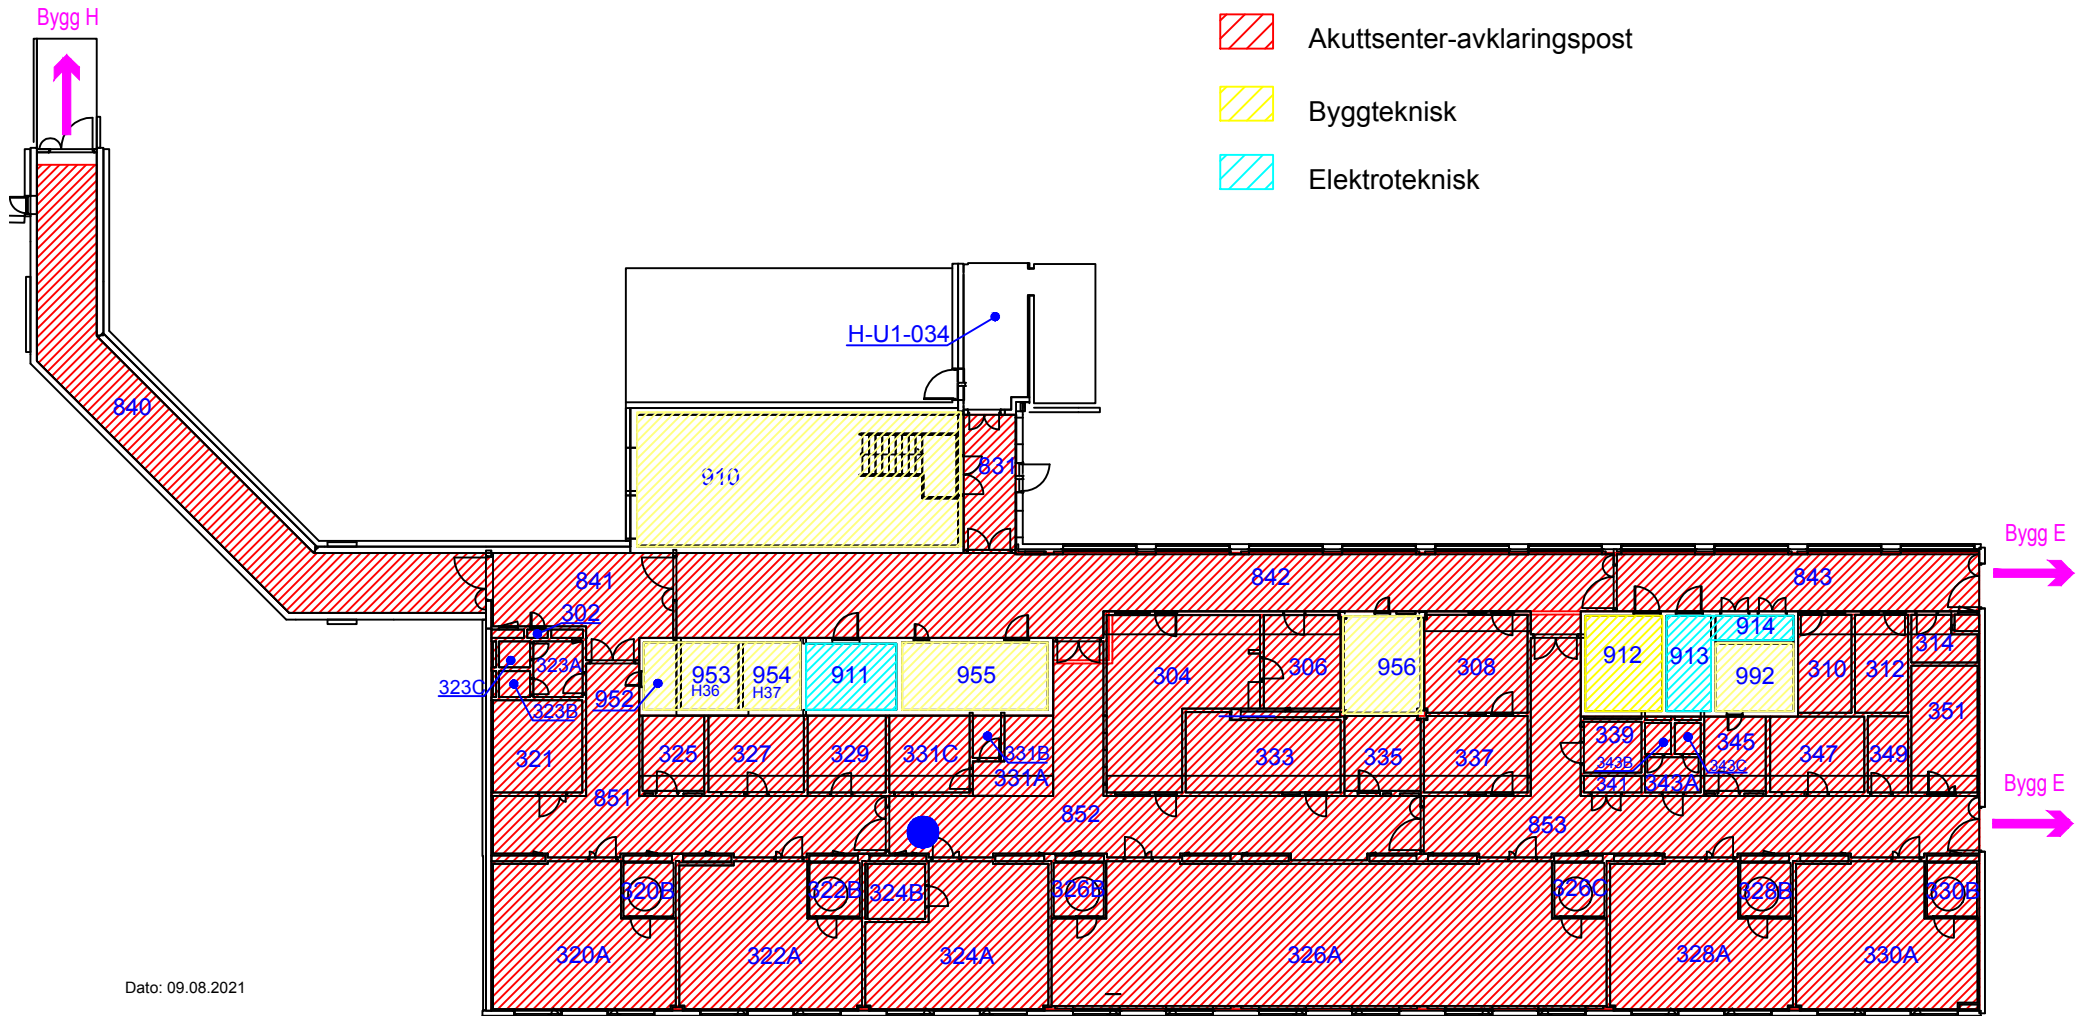 Bygg H
Akuttsenter-avklaringspost
Byggteknisk
Elektroteknisk
H-U1-034
840
910
831
Bygg E
841
842
843
302
323A
323C
323B
952
953
H36
954
H37
911
955
304
306
956
308
912
913
914
992
310
312
314
351
321
325
327
329
331C
331B
331A
333
335
337
339
343B
343C
341
343A
345
347
349
Bygg E
851
852
853
320B
322B
324B
326B
326C
328B
330B
320A
322A
324A
326A
328A
330A
Dato: 09.08.2021